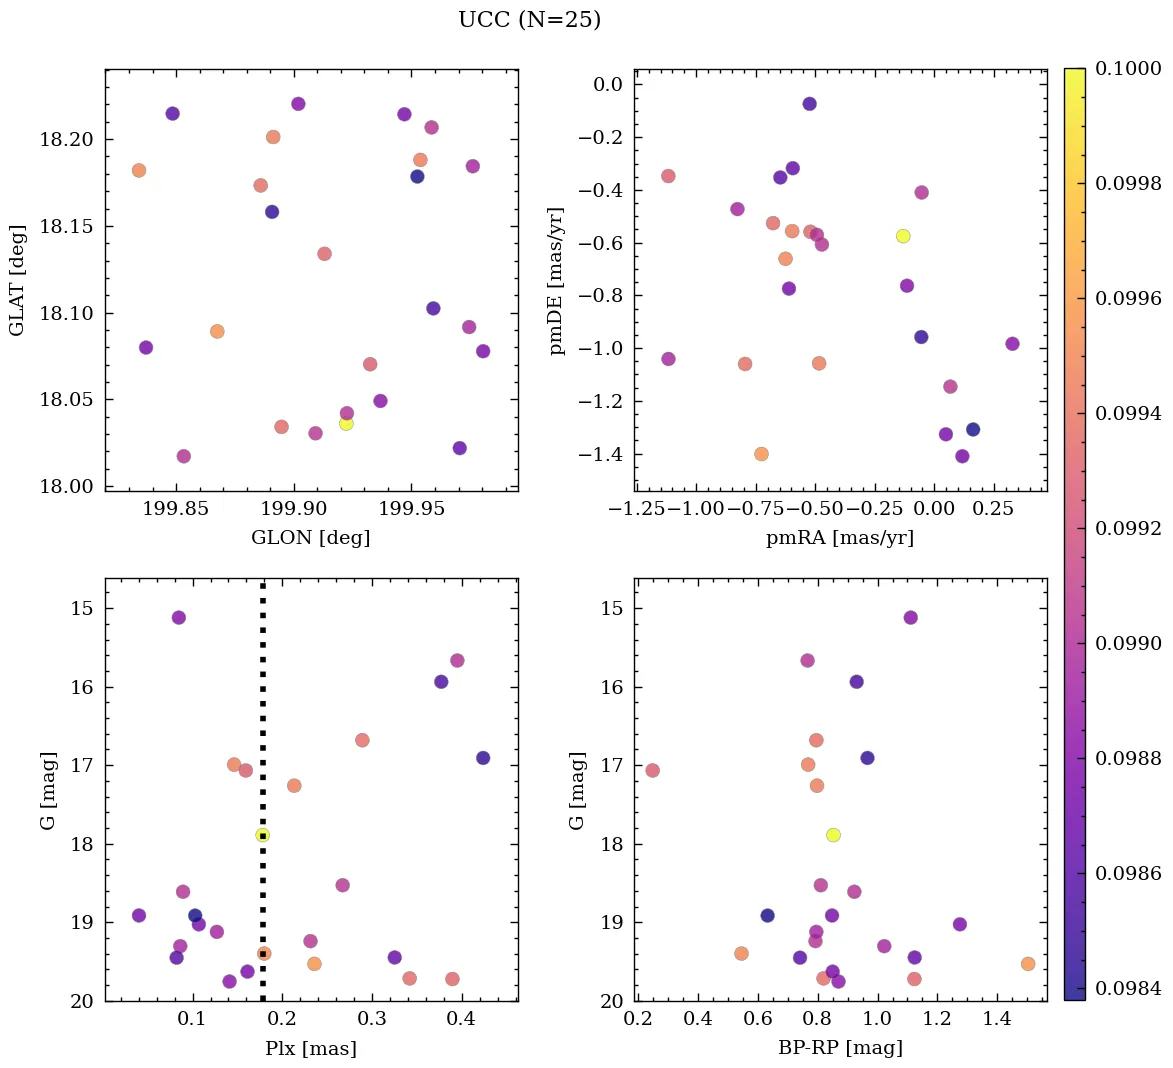 UCC (N=25)
18.20
18.15
18.10
18.05
18.00
GLAT [deg]
199.85 199.90 199.95
GLON [deg]
0.0
−0.2
−0.4
−0.6
−0.8
−1.0
−1.2
−1.4
pmDE [mas/yr]
−1.25 −1.00 −0.75 −0.50 −0.25 0.00 0.25
pmRA [mas/yr]
15
16
17
18
19
20
G [mag]
0.1 0.2 0.3 0.4
Plx [mas]
15
16
17
18
19
20
G [mag]
0.2 0.4 0.6 0.8 1.0 1.2 1.4
BP-RP [mag]
0.1000
0.0998
0.0996
0.0994
0.0992
0.0990
0.0988
0.0986
0.0984